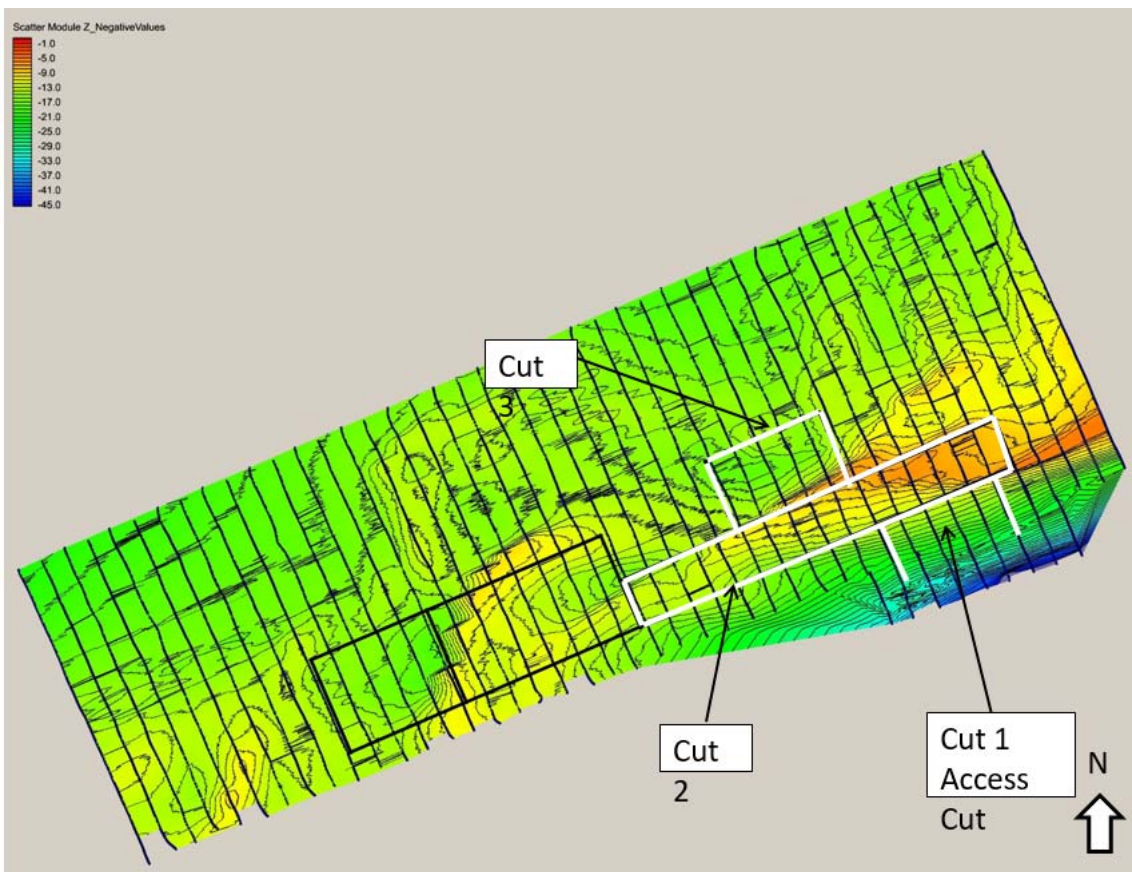 Scatter Module Z_NegativeValues
-1.0
-5.0
-9.0
-13.0
-17.0
-21.0
-25.0
-29.0
-33.0
-37.0
-41.0
-45.0
Cut
3
Cut
2
Cut 1
Access
Cut
N